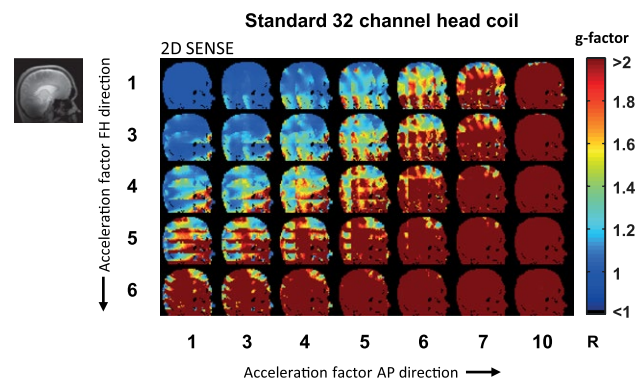 Standard 32 channel head coil
g-factor
2D SENSE
Acceleration factor FH direction
1
3
4
5
6
>2
1.8
1.6
1.4
1.2
1
<1
1 3 4 5 6 7 10 R
Acceleration factor AP direction